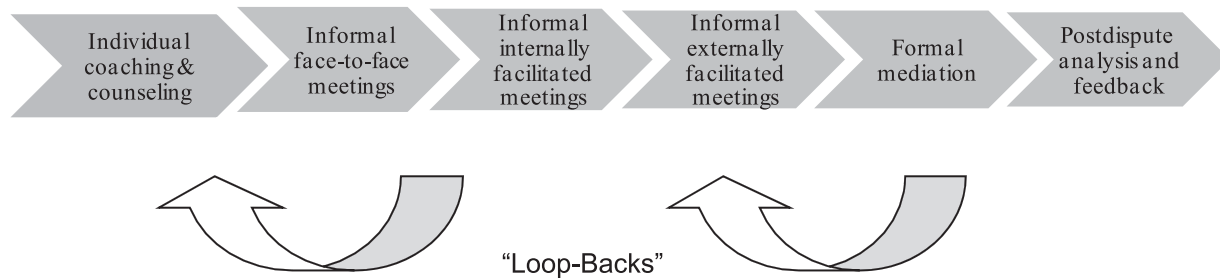 Individual
coaching & counseling
Informal
face-to-face
meetings
Informal
internally
facilitated
meetings
Informal
externally
facilitated
meetings
Formal
mediation
Postdispute
analysis and
feedback
“Loop-Backs”